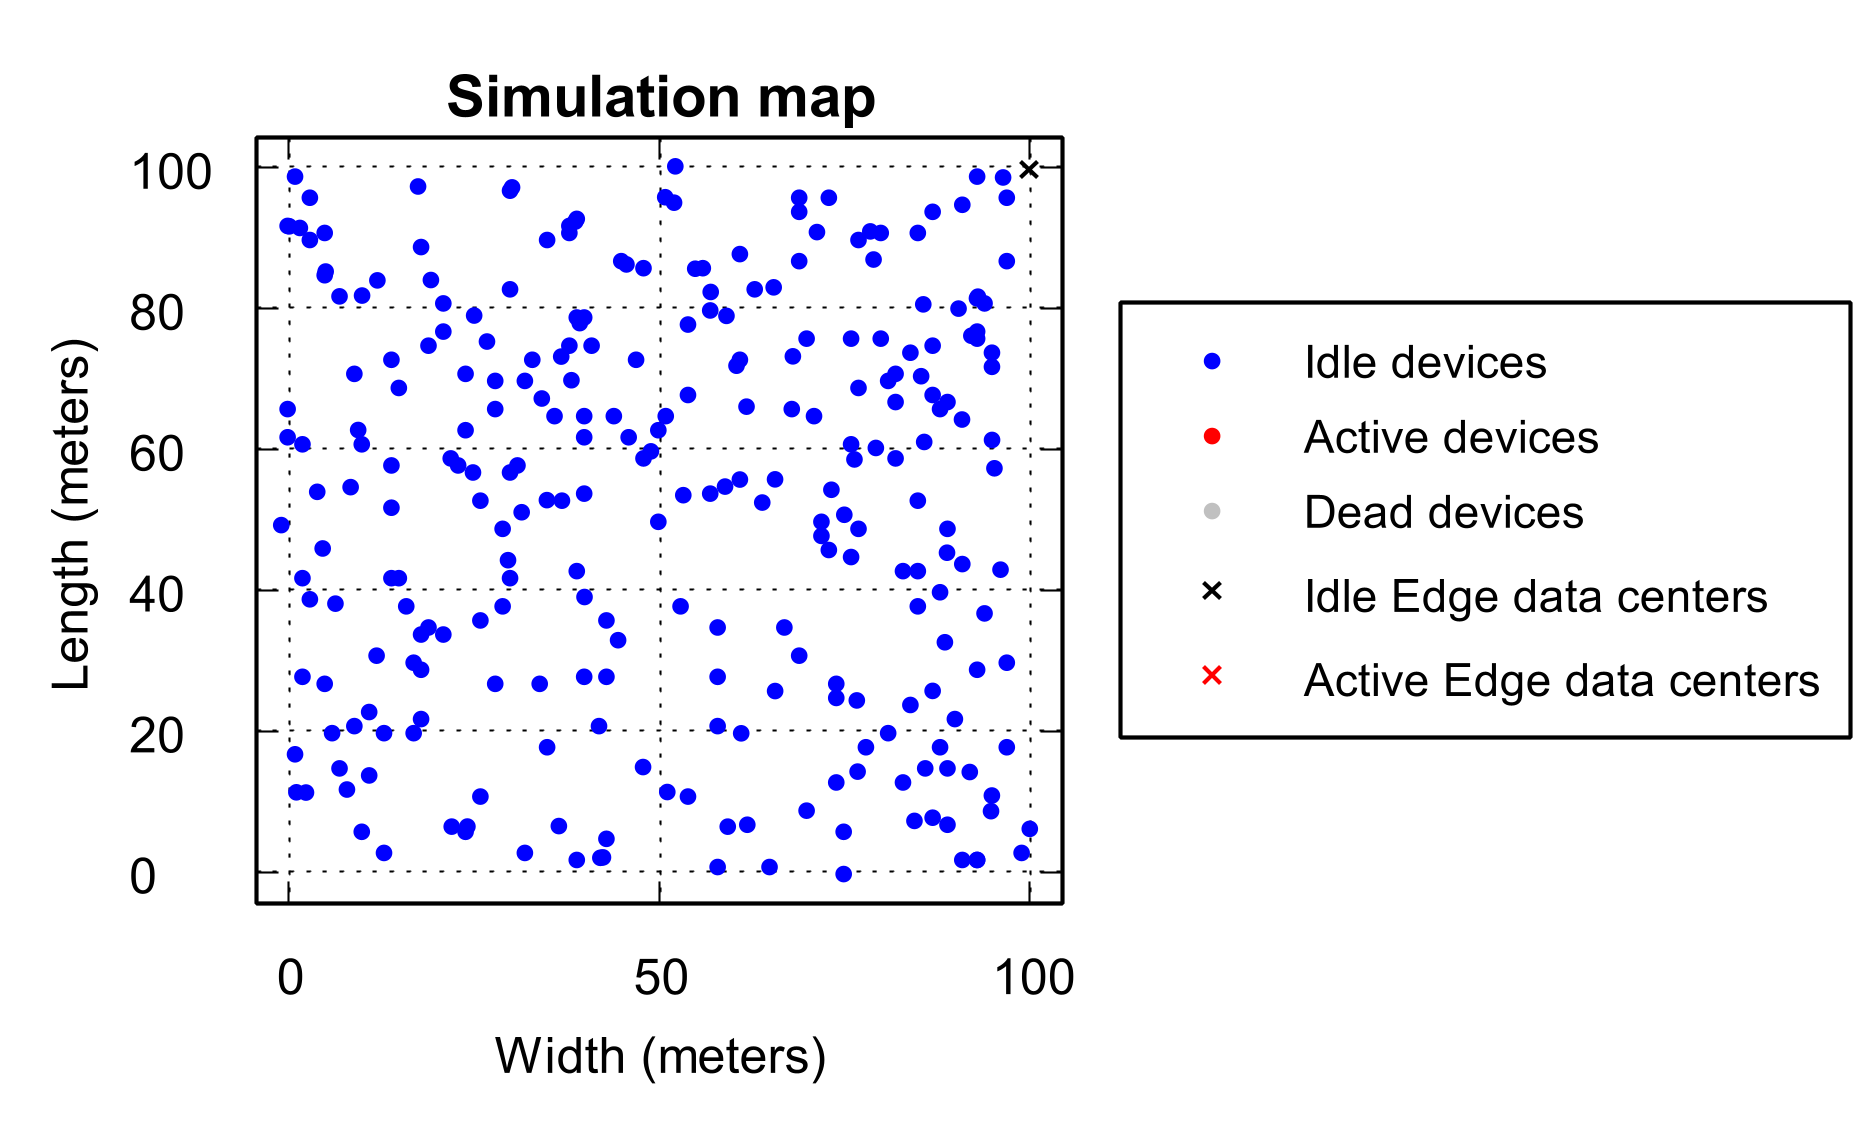 Simulation map
100
80
60
40
20
0
Length (meters)
0 50 100
Width (meters)
Idle devices
Active devices
Dead devices
Idle Edge data centers
Active Edge data centers